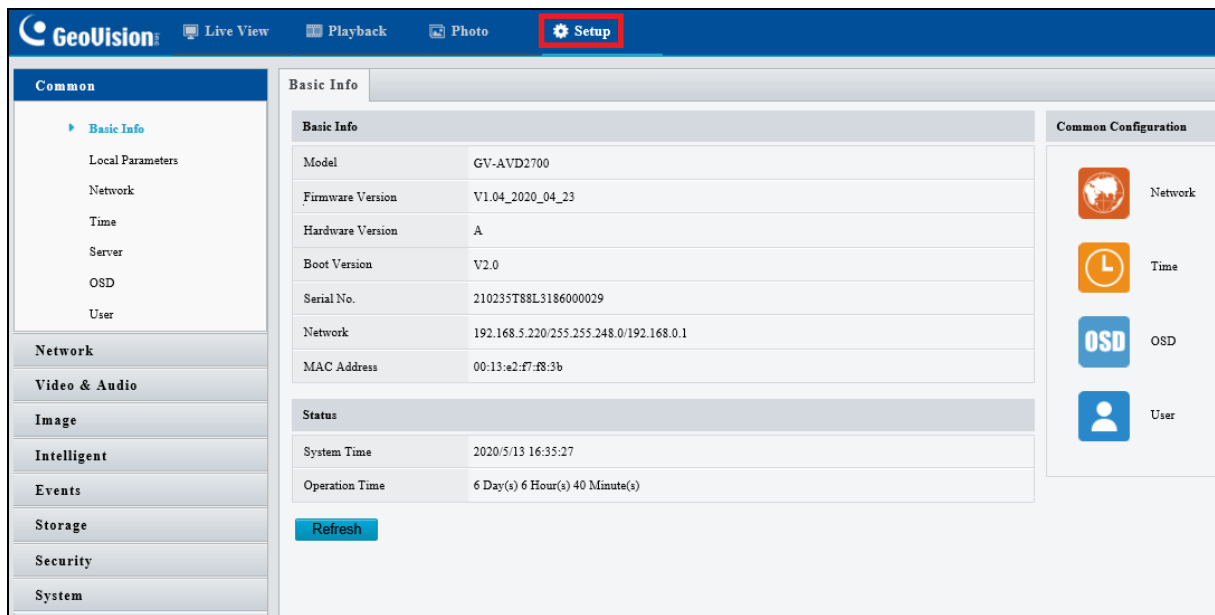 GeoVision Live View Playback Photo Setup
Common
Basic Info
Local Parameters
Network
Time
Server
OSD
User
Network
Video & Audio
Image
Intelligent
Events
Storage
Security
System
Basic Info
Basic Info
Model GV-AVD2700
Firmware Version V1.04_2020_04_23
Hardware Version A
Boot Version V2.0
Serial No. 210235T88L3186000029
Network 192.168.5.220/255.255.248.0/192.168.0.1
MAC Address 00:13:e2:f7:f8:3b
Status
System Time 2020/5/13 16:35:27
Operation Time 6 Day(s) 6 Hour(s) 40 Minute(s)
Refresh
Common Configuration
Network
Time
OSD OSD
User